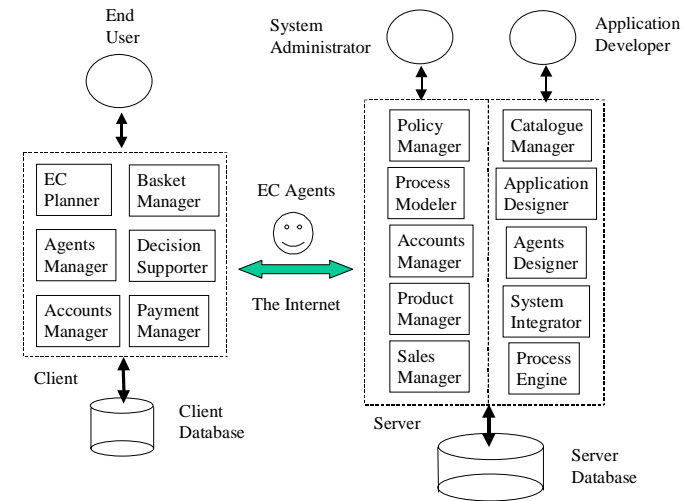 End
User
System
Administrator
Application
Developer
EC
Planner
Basket
Manager
Agents
Manager
Decision
Supporter
Accounts
Manager
Payment
Manager
Client
Client
Database
EC Agents
The Internet
Policy
Manager
Process
Modeler
Accounts
Manager
Product
Manager
Sales
Manager
Catalogue
Manager
Application
Designer
Agents
Designer
System
Integrator
Process
Engine
Server
Server
Database